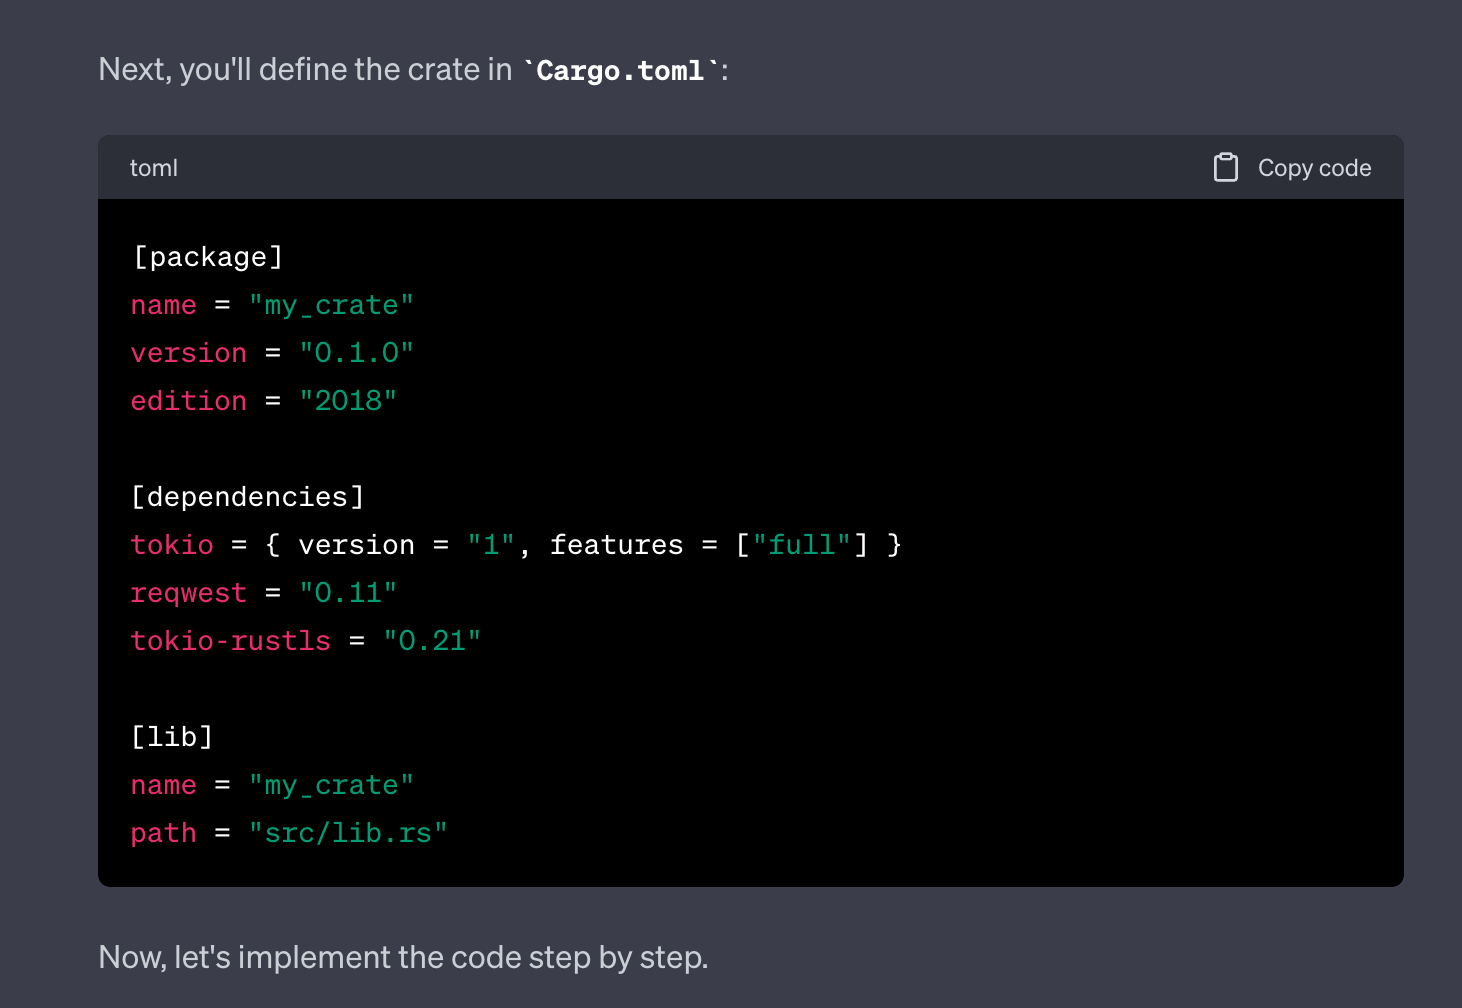 Next, you'll define the crate in `Cargo.toml`:
toml
Copy code
[package]
name = "my_crate"
version = "0.1.0"
edition = "2018"
[dependencies]
tokio = { version = "1", features = ["full"] }
reqwest = "0.11"
tokio-rustls = "0.21"
[lib]
name = "my_crate"
path = "src/lib.rs"
Now, let's implement the code step by step.